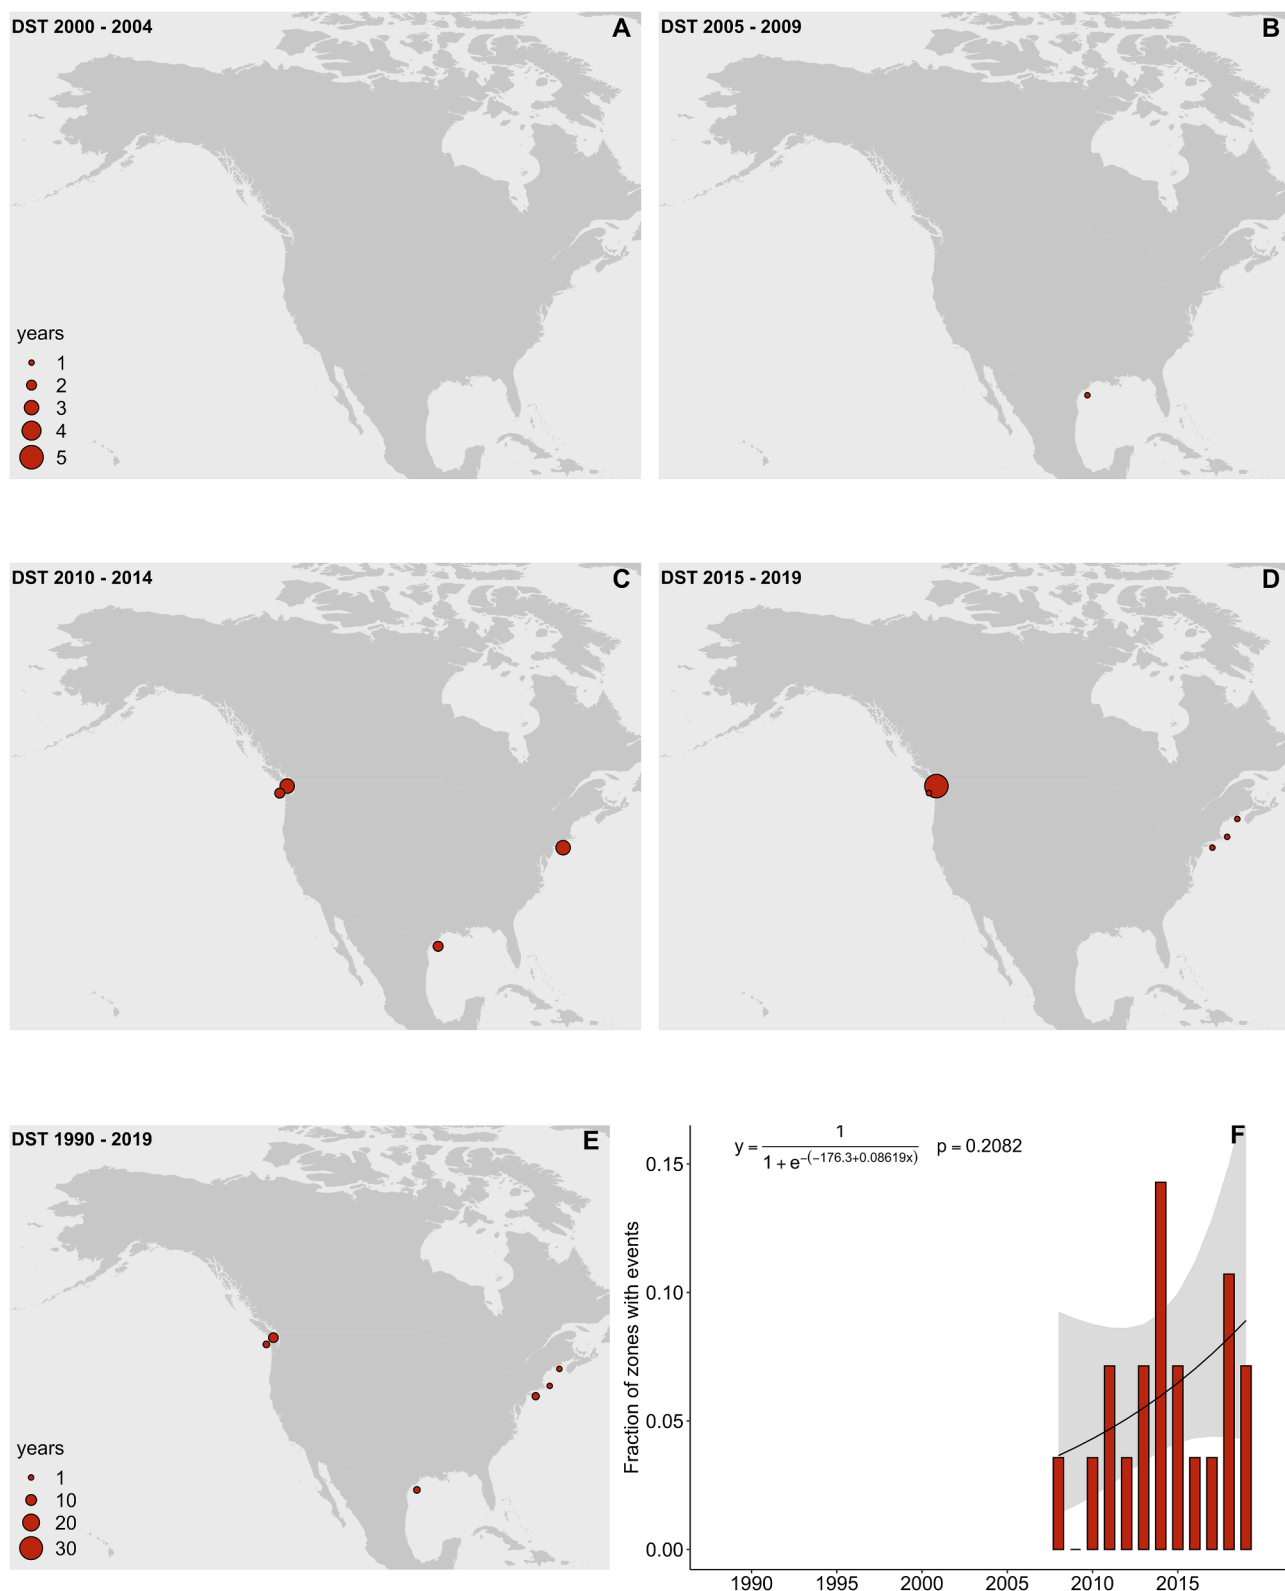 DST 2000 - 2004 A
years
1
2
3
4
5
DST 2005 - 2009 B
DST 2010 - 2014 C
DST 2015 - 2019 D
DST 1990 - 2019 E
years
1
10
20
30
F
y = 1 / 1 + e^−(−176.3+0.08619x) p = 0.2082
Fraction of zones with events
0.15
0.10
0.05
0.00
1990 1995 2000 2005 2010 2015